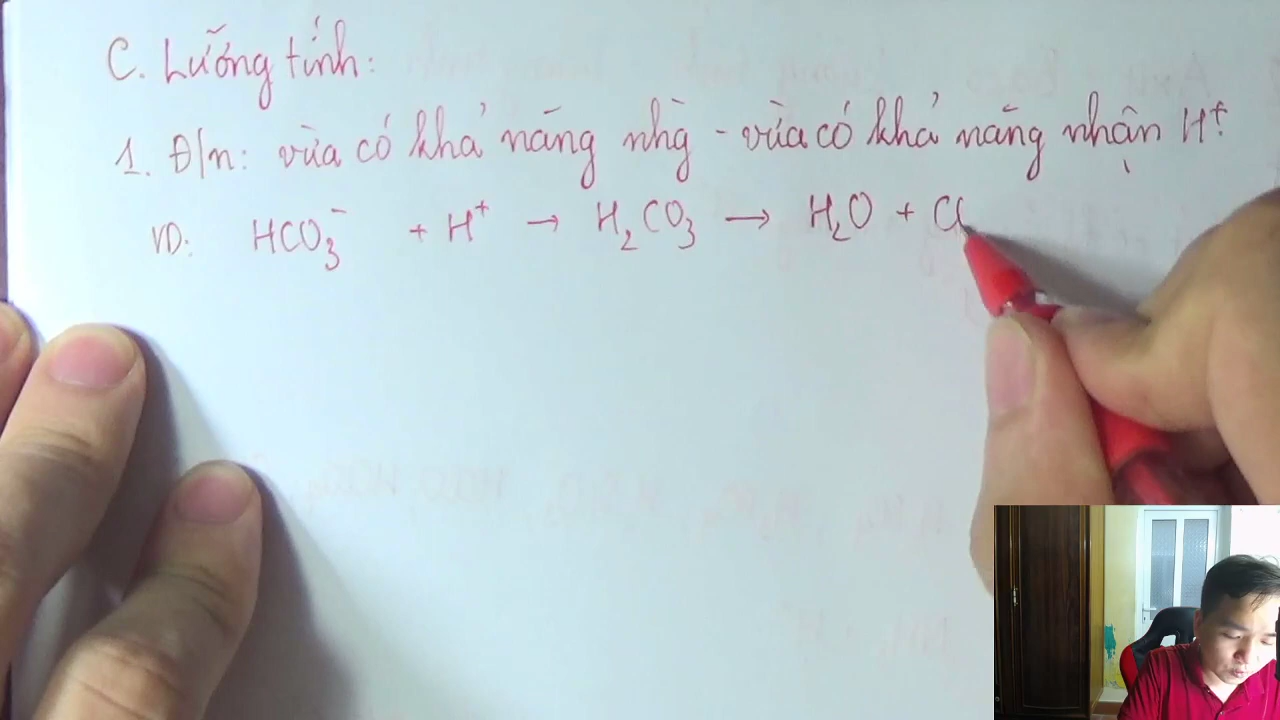 C. Lưỡng tính:
1. Đ/n: vừa có khả năng nhg - vừa có khả năng nhận H⁺.
VD: HCO₃⁻ + H⁺ → H₂CO₃ → H₂O + C